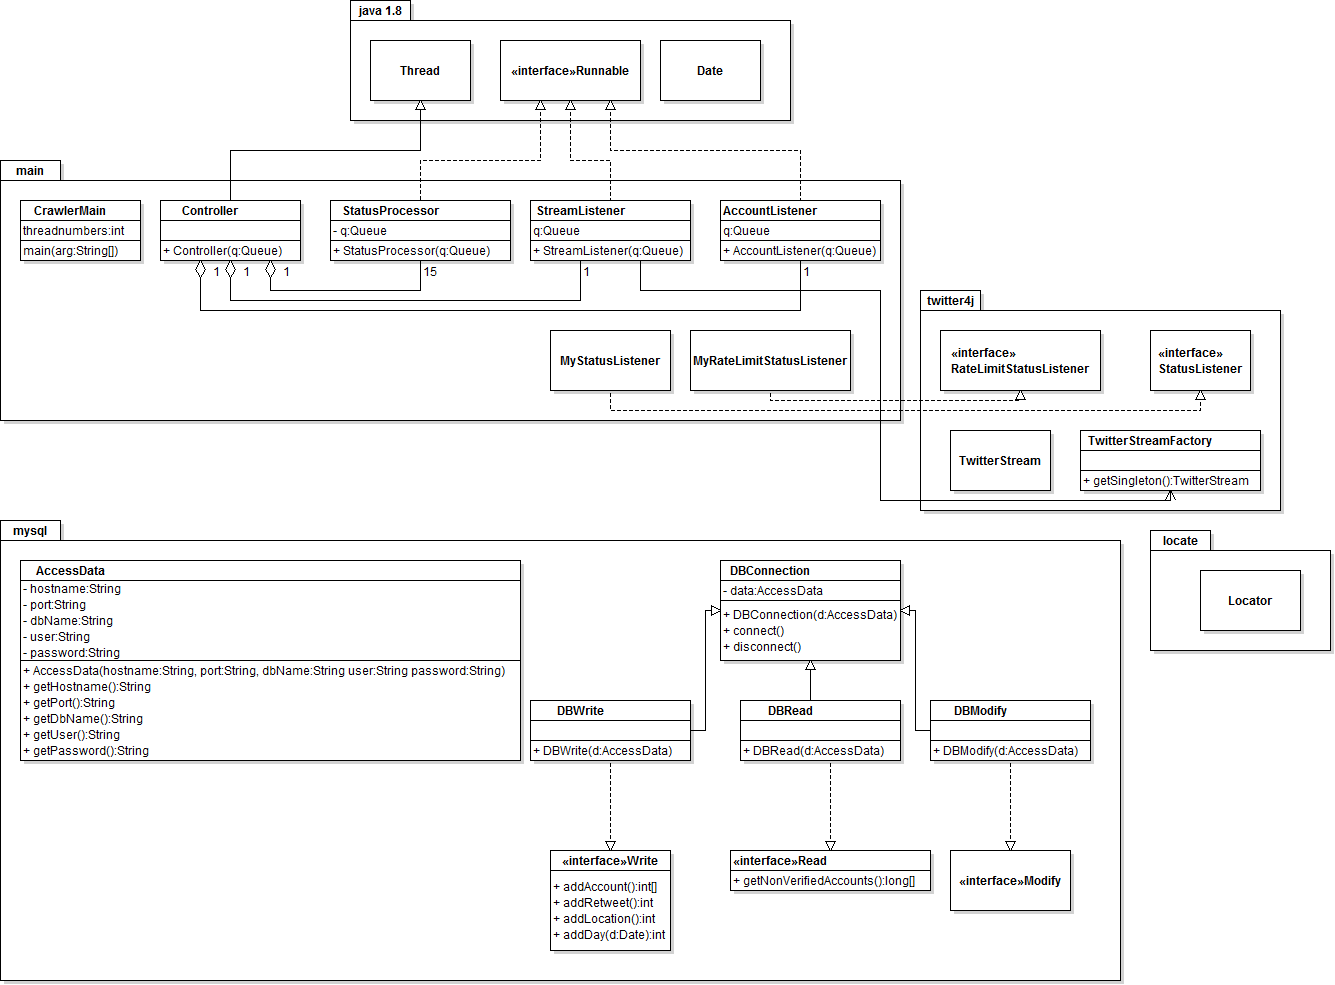 java 1.8
Thread
«interface»Runnable
Date
main
CrawlerMain
threadnumbers:int
main(arg:String[])
Controller
+ Controller(q:Queue)
StatusProcessor
- q:Queue
+ StatusProcessor(q:Queue)
StreamListener
q:Queue
+ StreamListener(q:Queue)
AccountListener
q:Queue
+ AccountListener(q:Queue)
1
1
1
15
1
1
MyStatusListener
MyRateLimitStatusListener
twitter4j
«interface»
RateLimitStatusListener
«interface»
StatusListener
TwitterStream
TwitterStreamFactory
+ getSingleton():TwitterStream
mysql
AccessData
- hostname:String
- port:String
- dbName:String
- user:String
- password:String
+ AccessData(hostname:String, port:String, dbName:String user:String password:String)
+ getHostname():String
+ getPort():String
+ getDbName():String
+ getUser():String
+ getPassword():String
DBConnection
- data:AccessData
+ DBConnection(d:AccessData)
+ connect()
+ disconnect()
DBWrite
+ DBWrite(d:AccessData)
DBRead
+ DBRead(d:AccessData)
DBModify
+ DBModify(d:AccessData)
«interface»Write
+ addAccount():int[]
+ addRetweet():int
+ addLocation():int
+ addDay(d:Date):int
«interface»Read
+ getNonVerifiedAccounts():long[]
«interface»Modify
locate
Locator